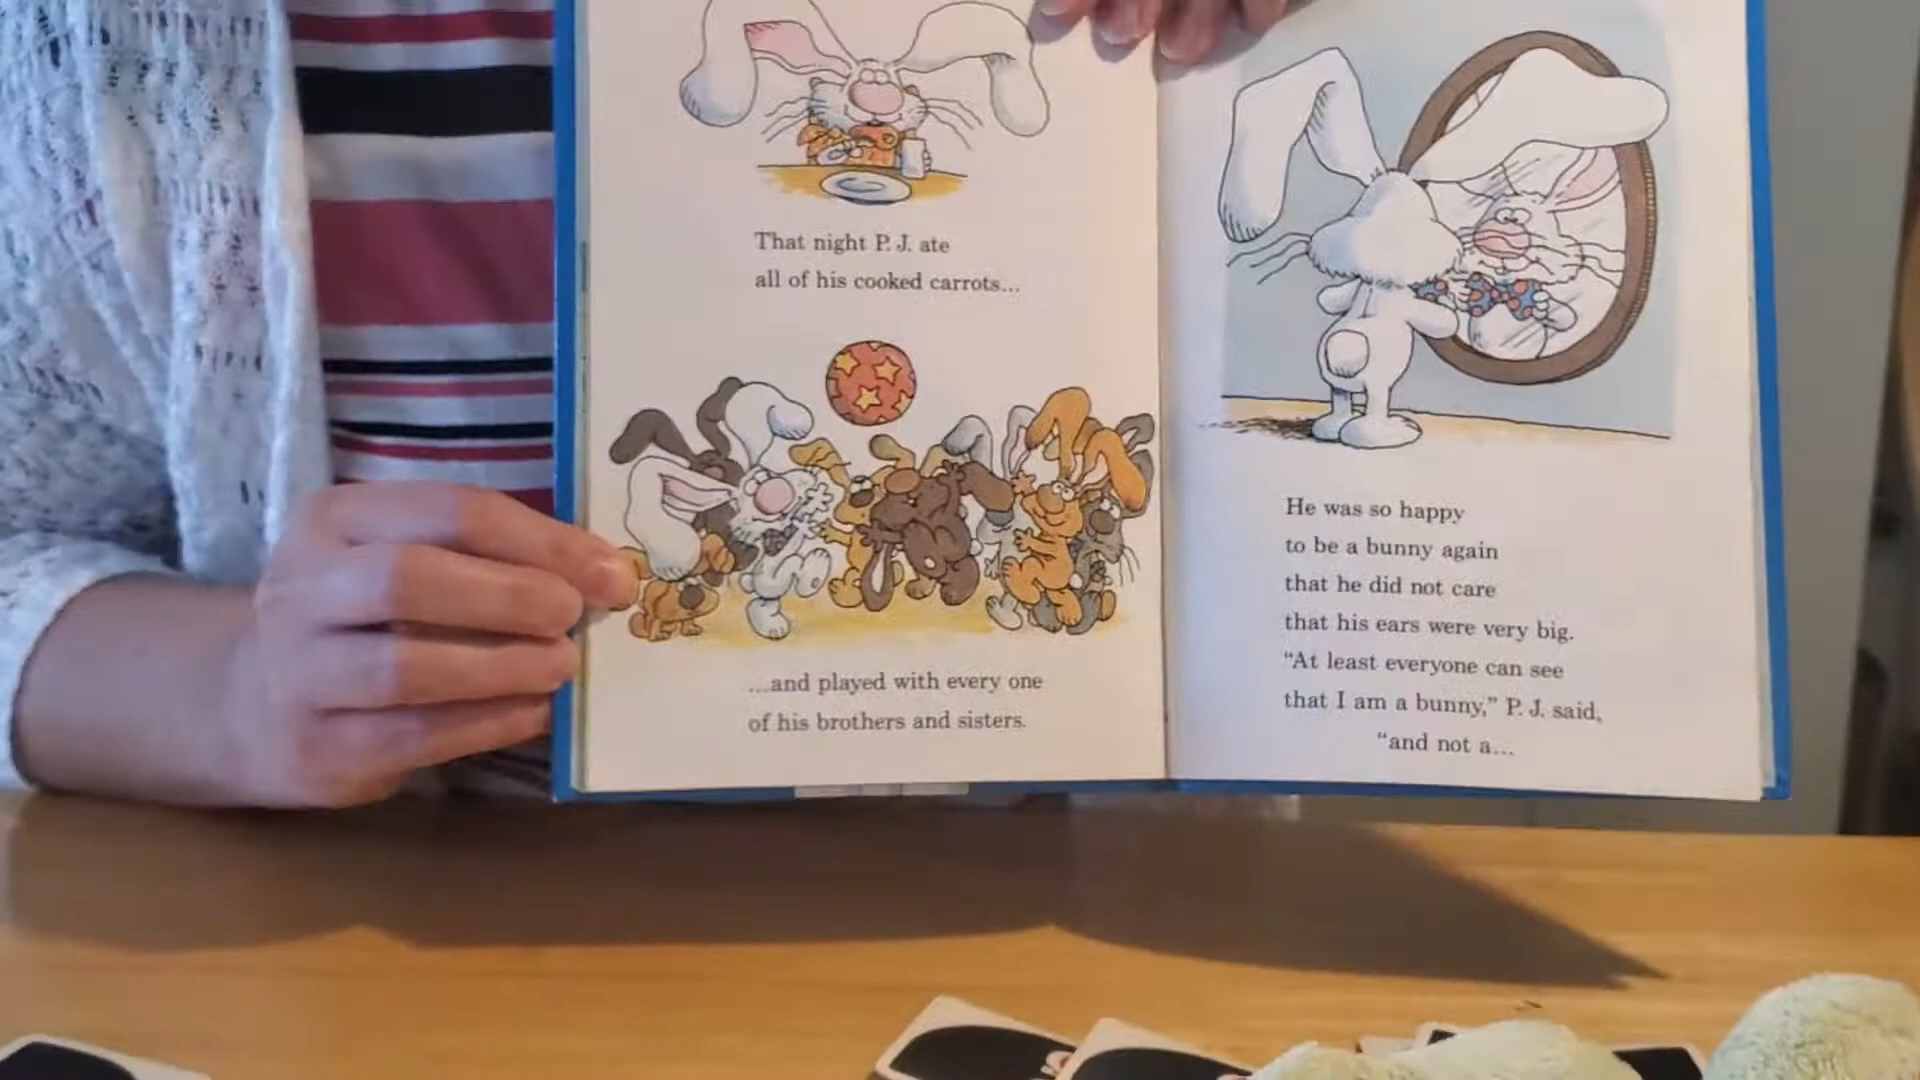 That night P. J. ate
all of his cooked carrots...
...and played with every one
of his brothers and sisters.
He was so happy
to be a bunny again
that he did not care
that his ears were very big.
“At least everyone can see
that I am a bunny,” P. J. said,
“and not a...